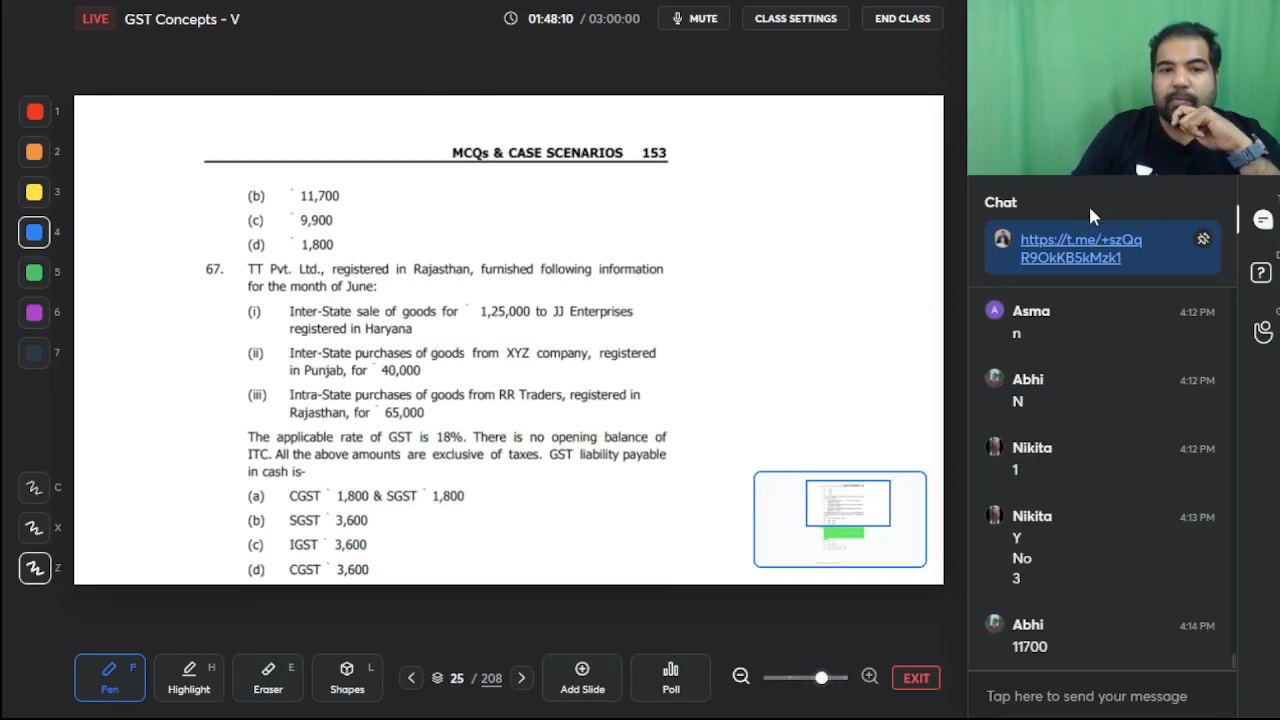 LIVE GST Concepts - V 01:48:10 / 03:00:00 MUTE CLASS SETTINGS END CLASS
1
2
3
4
5
6
7
C
X
Z
MCQs & CASE SCENARIOS 153
(b) ` 11,700
(c) ` 9,900
(d) ` 1,800
67. TT Pvt. Ltd., registered in Rajasthan, furnished following information
for the month of June:
(i) Inter-State sale of goods for ` 1,25,000 to JJ Enterprises
registered in Haryana
(ii) Inter-State purchases of goods from XYZ company, registered
in Punjab, for ` 40,000
(iii) Intra-State purchases of goods from RR Traders, registered in
Rajasthan, for ` 65,000
The applicable rate of GST is 18%. There is no opening balance of
ITC. All the above amounts are exclusive of taxes. GST liability payable
in cash is-
(a) CGST ` 1,800 & SGST ` 1,800
(b) SGST ` 3,600
(c) IGST ` 3,600
(d) CGST ` 3,600
P H E L
Pen Highlight Eraser Shapes 25 / 208 Add Slide Poll EXIT
Chat
https://t.me/+szQq
R9OkKB5kMzk1
A Asma 4:12 PM
n
Abhi 4:12 PM
N
Nikita 4:12 PM
1
Nikita 4:13 PM
Y
No
3
Abhi 4:14 PM
11700
Tap here to send your message